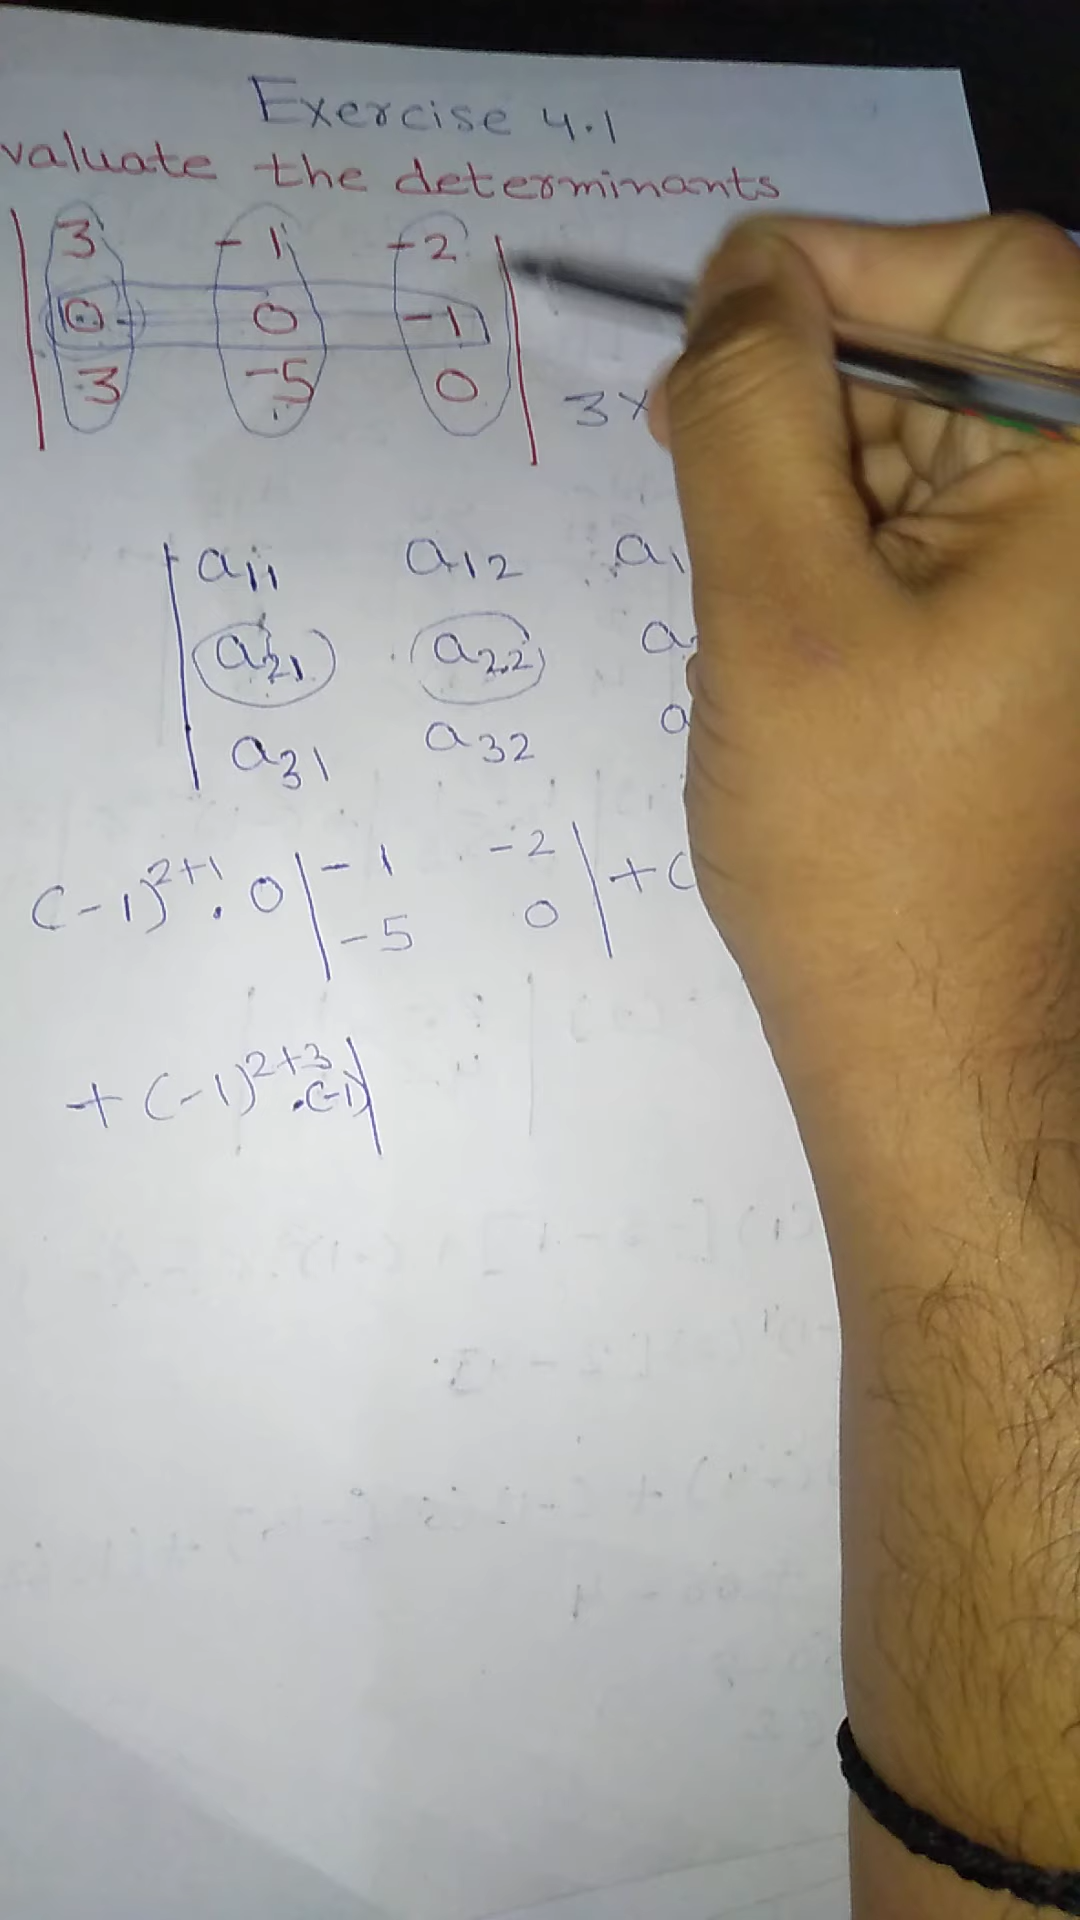 Exercise 4.1
valuate the determinants
3 -1 -2
0 0 -1
3 -5 0 3×
a11 a12 a1
a21 a22 a
a31 a32 a
(-1)^2+1 . 0 | -1 -2 | + (
-5 0
+ (-1)^2+3 .(-1) |